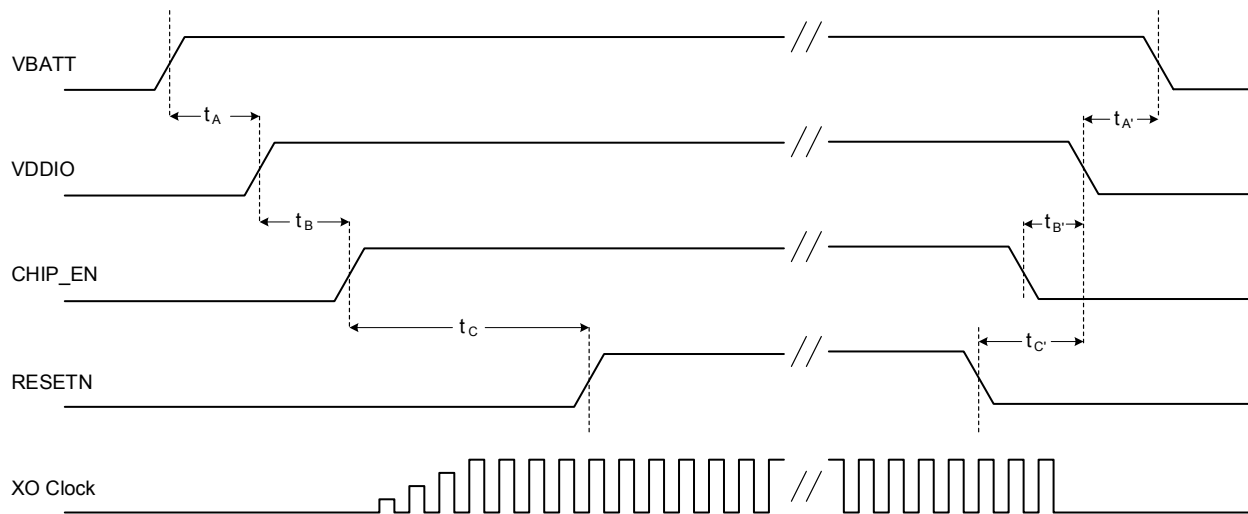 VBATT
tA
tA'
VDDIO
tB
tB'
CHIP_EN
tC
tC'
RESETN
XO Clock